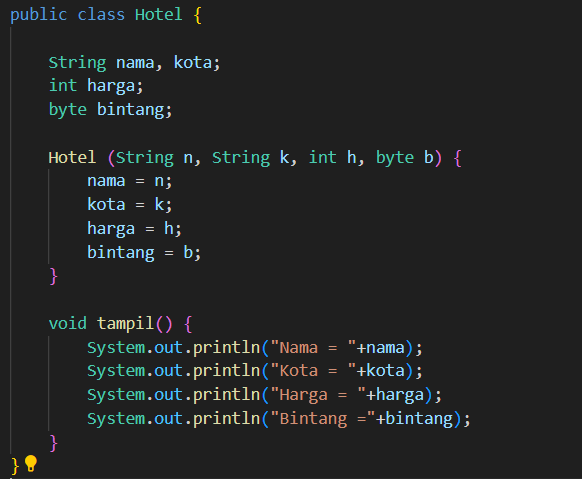 public class Hotel {
String nama, kota;
int harga;
byte bintang;
Hotel (String n, String k, int h, byte b) {
nama = n;
kota = k;
harga = h;
bintang = b;
}
void tampil() {
System.out.println("Nama = "+nama);
System.out.println("Kota = "+kota);
System.out.println("Harga = "+harga);
System.out.println("Bintang ="+bintang);
}
}